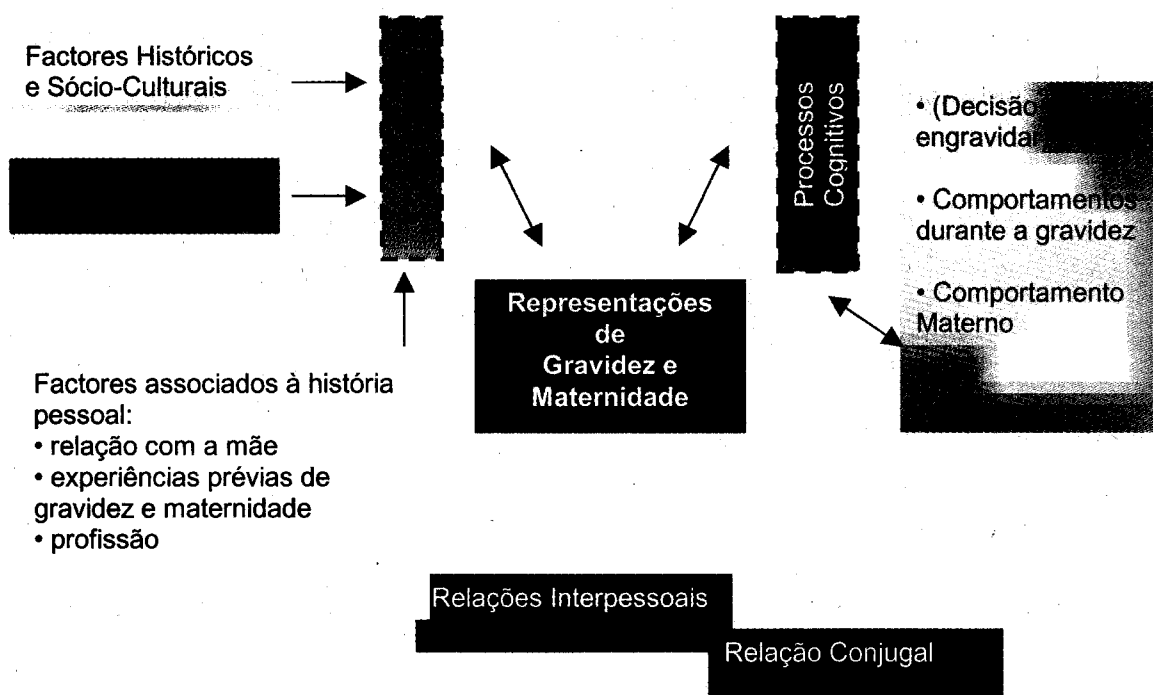 Factores Históricos
e Sócio-Culturais
Processos
Cognitivos
• (Decisão
engravidar
• Comportamentos
durante a gravidez
• Comportamento
Materno
Representações
de
Gravidez e
Maternidade
Factores associados à história
pessoal:
• relação com a mãe
• experiências prévias de
gravidez e maternidade
• profissão
Relações Interpessoais
Relação Conjugal